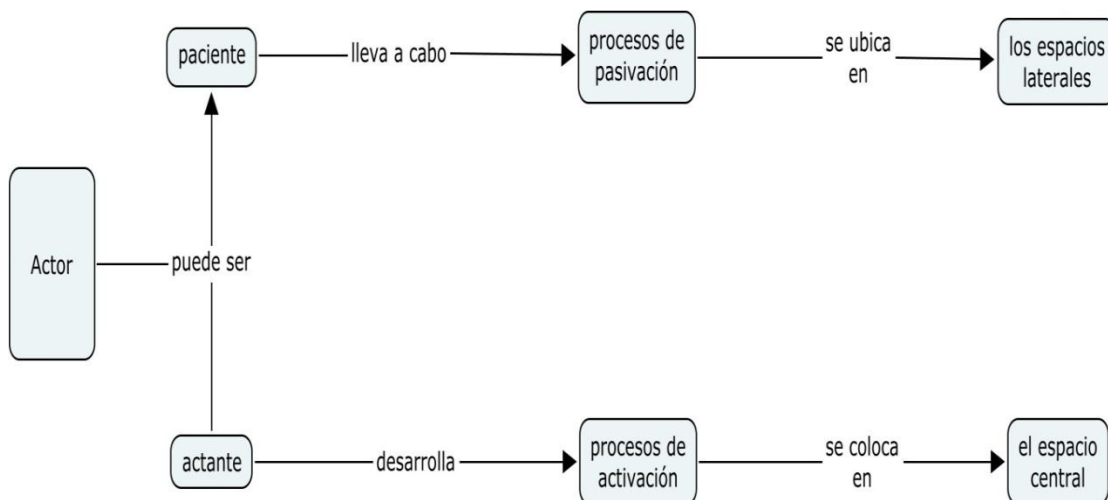 paciente
lleva a cabo
procesos de
pasivación
se ubica
en
los espacios
laterales
Actor
puede ser
actante
desarrolla
procesos de
activación
se coloca
en
el espacio
central